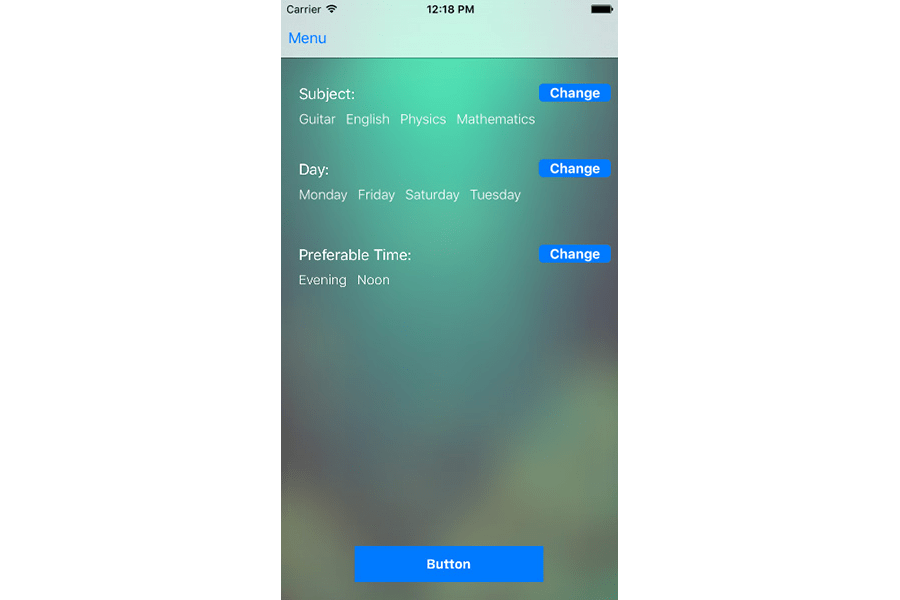 Carrier 12:18 PM
Menu
Subject: Change
Guitar English Physics Mathematics
Day: Change
Monday Friday Saturday Tuesday
Preferable Time: Change
Evening Noon
Button